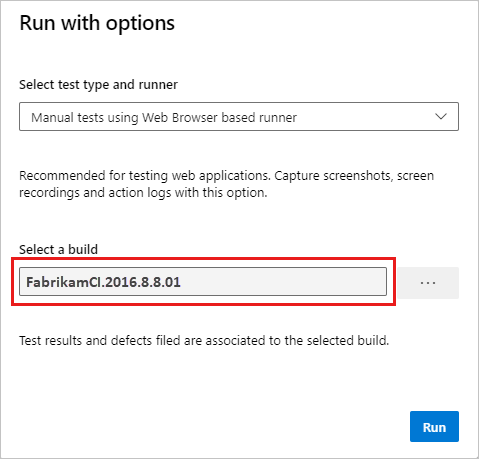 Run with options
Select test type and runner
Manual tests using Web Browser based runner
Recommended for testing web applications. Capture screenshots, screen
recordings and action logs with this option.
Select a build
FabrikamCI.2016.8.8.01
...
Test results and defects filed are associated to the selected build.
Run